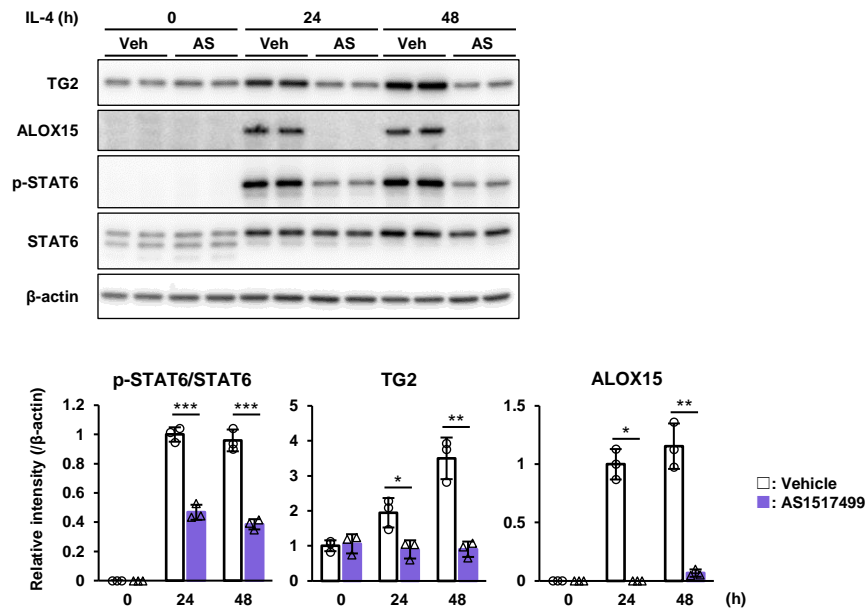 IL-4 (h) 0 24 48
Veh AS Veh AS Veh AS
TG2
ALOX15
p-STAT6
STAT6
β-actin
p-STAT6/STAT6 TG2 ALOX15
Relative intensity (/β-actin)
1.2
1
0.8
0.6
0.4
0.2
0
*** ***
0 24 48
5
4
3
2
1
0
* **
0 24 48
1.5
1
0.5
0
* **
0 24 48 (h)
: Vehicle
: AS1517499